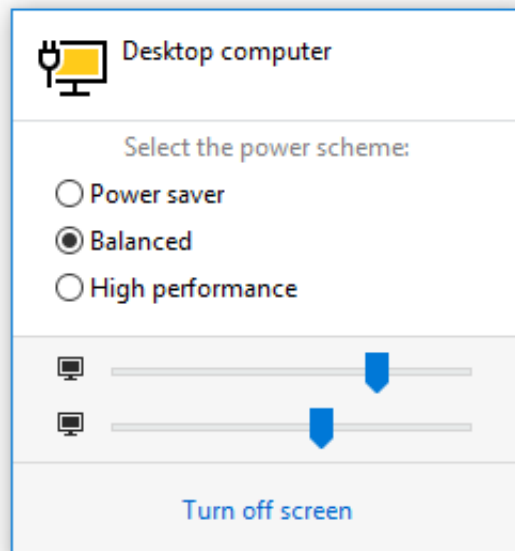 Desktop computer
Select the power scheme:
Power saver
Balanced
High performance
Turn off screen